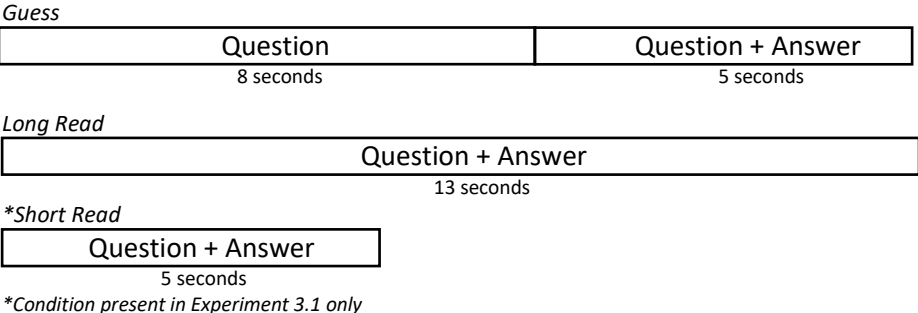 Guess
Question
Question + Answer
8 seconds
5 seconds
Long Read
Question + Answer
13 seconds
*Short Read
Question + Answer
5 seconds
*Condition present in Experiment 3.1 only